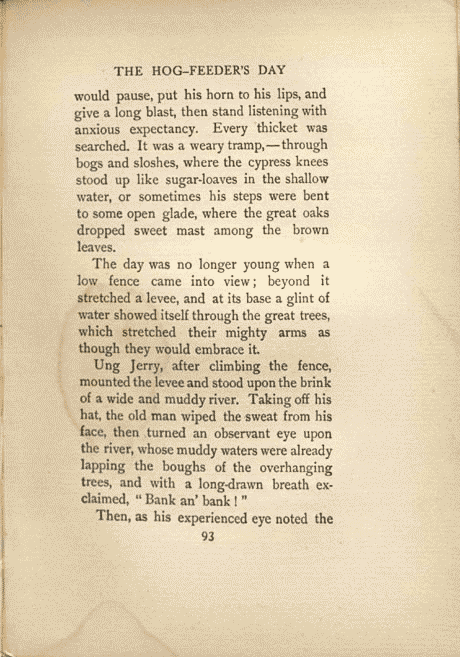 THE HOG–FEEDER'S DAY
would pause, put his horn to his lips, and
give a long blast, then stand listening with
anxious expectancy. Every thicket was
searched. It was a weary tramp,—through
bogs and sloshes, where the cypress knees
stood up like sugar-loaves in the shallow
water, or sometimes his steps were bent
to some open glade, where the great oaks
dropped sweet mast among the brown
leaves.
The day was no longer young when a
low fence came into view; beyond it
stretched a levee, and at its base a glint of
water showed itself through the great trees,
which stretched their mighty arms as
though they would embrace it.
Ung Jerry, after climbing the fence,
mounted the levee and stood upon the brink
of a wide and muddy river. Taking off his
hat, the old man wiped the sweat from his
face, then turned an observant eye upon
the river, whose muddy waters were already
lapping the boughs of the overhanging
trees, and with a long-drawn breath ex-
claimed, "Bank an' bank!"
Then, as his experienced eye noted the
93